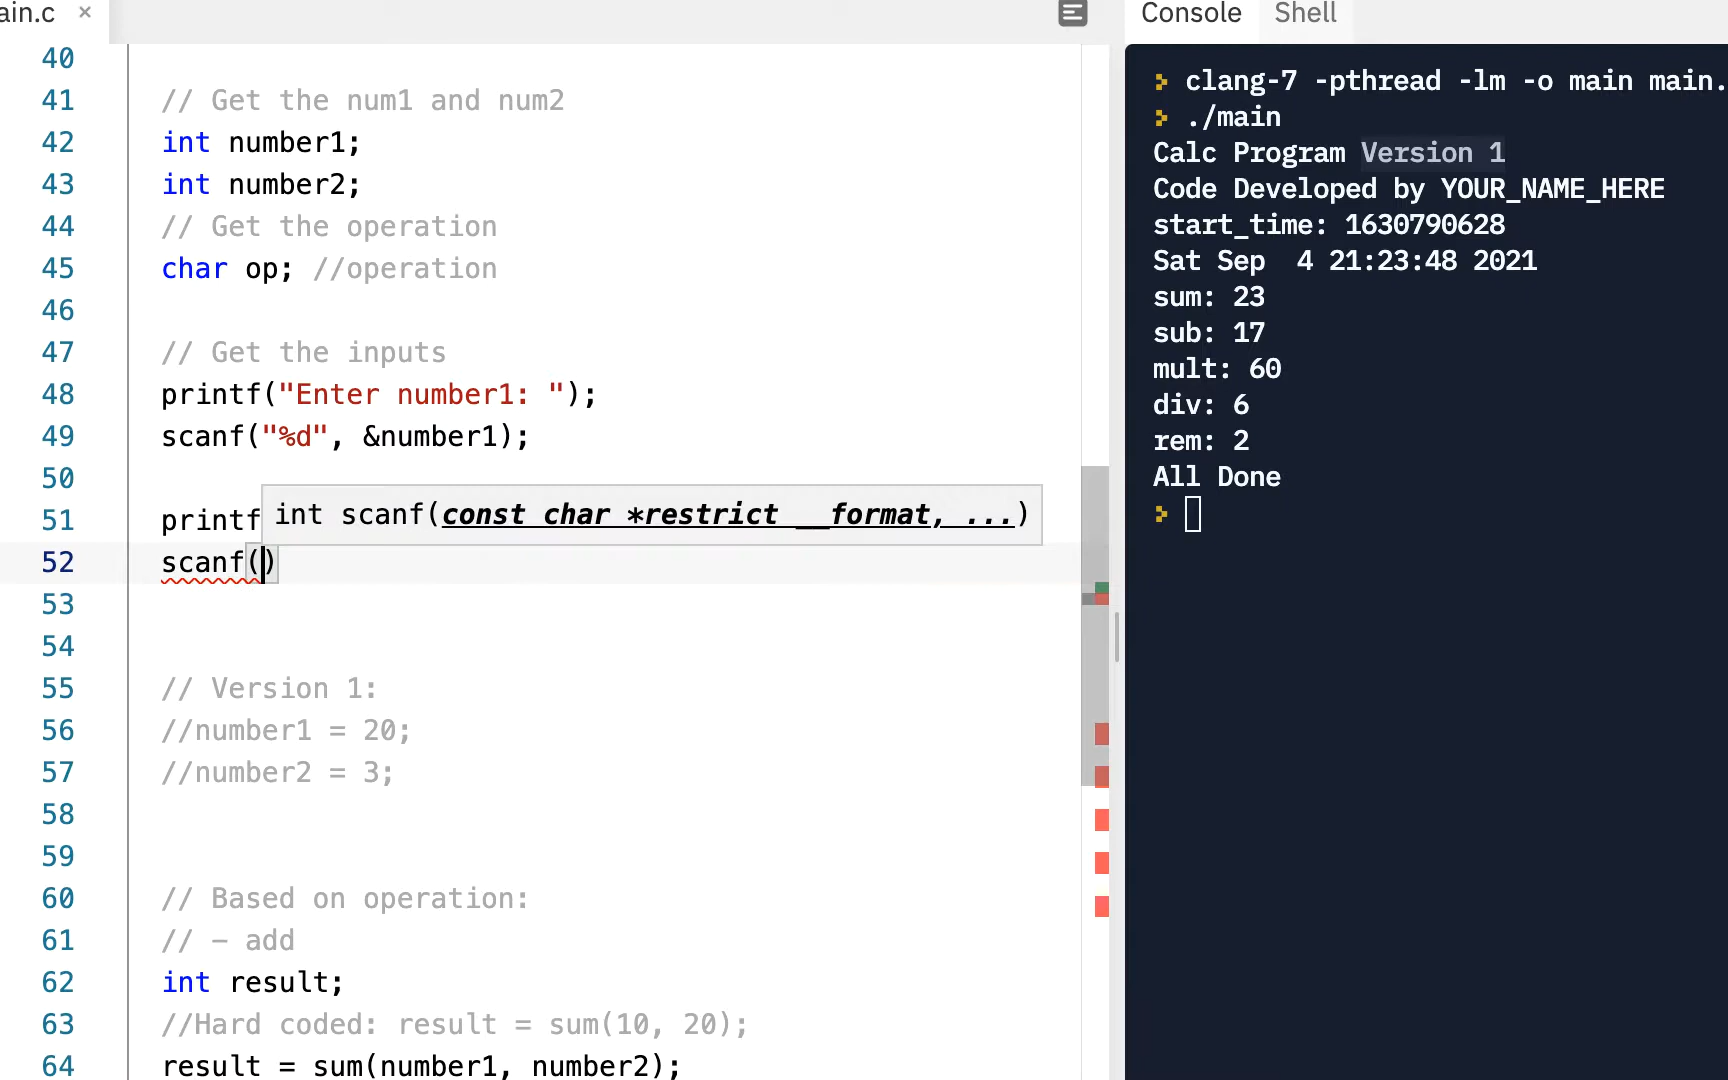 ain.c ×
40
41 // Get the num1 and num2
42 int number1;
43 int number2;
44 // Get the operation
45 char op; //operation
46
47 // Get the inputs
48 printf("Enter number1: ");
49 scanf("%d", &number1);
50
int scanf(const char *restrict __format, ...)
51 printf
52 scanf()
53
54
55 // Version 1:
56 //number1 = 20;
57 //number2 = 3;
58
59
60 // Based on operation:
61 // - add
62 int result;
63 //Hard coded: result = sum(10, 20);
64 result = sum(number1, number2);
Console Shell
clang-7 -pthread -lm -o main main.
./main
Calc Program Version 1
Code Developed by YOUR_NAME_HERE
start_time: 1630790628
Sat Sep  4 21:23:48 2021
sum: 23
sub: 17
mult: 60
div: 6
rem: 2
All Done